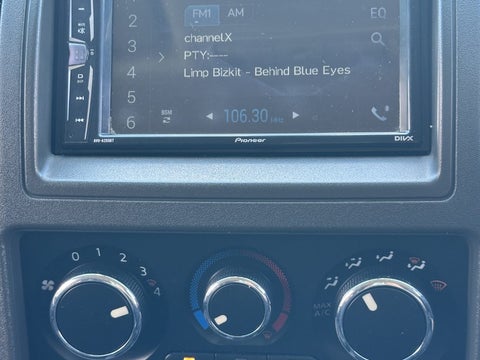 FM1 AM EQ
2
channelX
3
PTY:----
4
Limp Bizkit - Behind Blue Eyes
5
BSM
6
106.30 MHz
Pioneer
DIVX
0 1 2 3 4
MAX
A/C